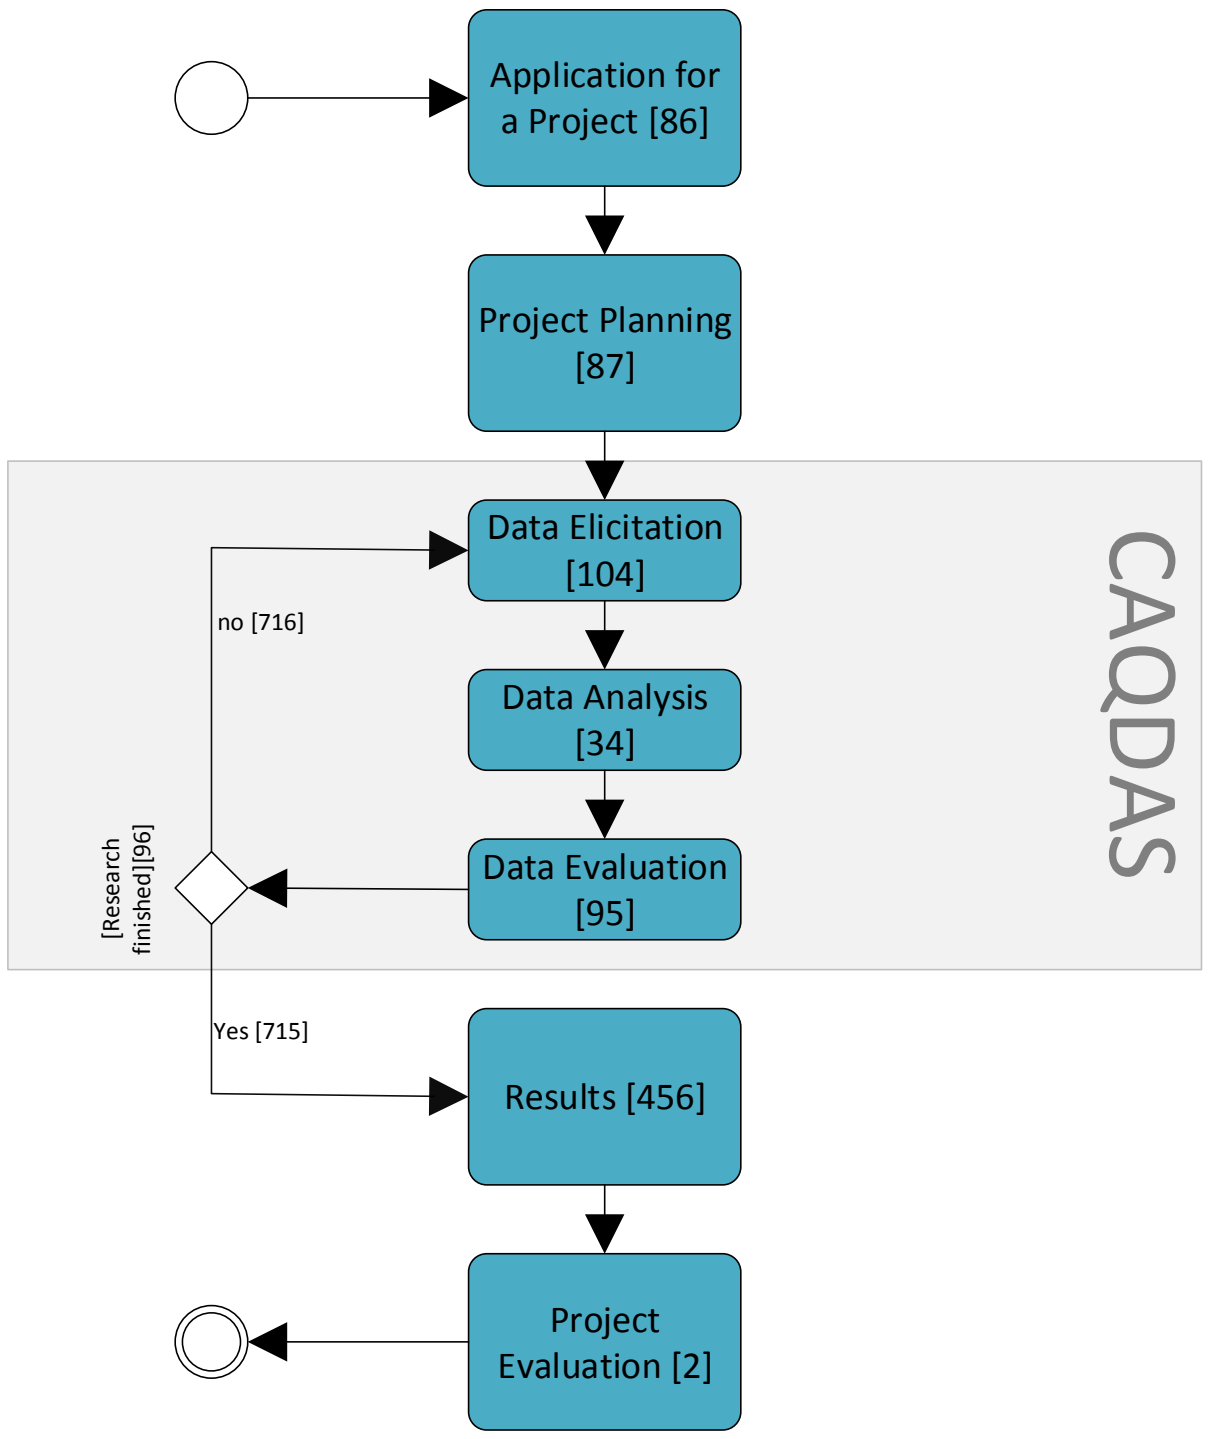 Application for
a Project [86]
Project Planning
[87]
Data Elicitation
[104]
no [716]
Data Analysis
[34]
CAQDAS
[Research
finished][96]
Data Evaluation
[95]
Yes [715]
Results [456]
Project
Evaluation [2]